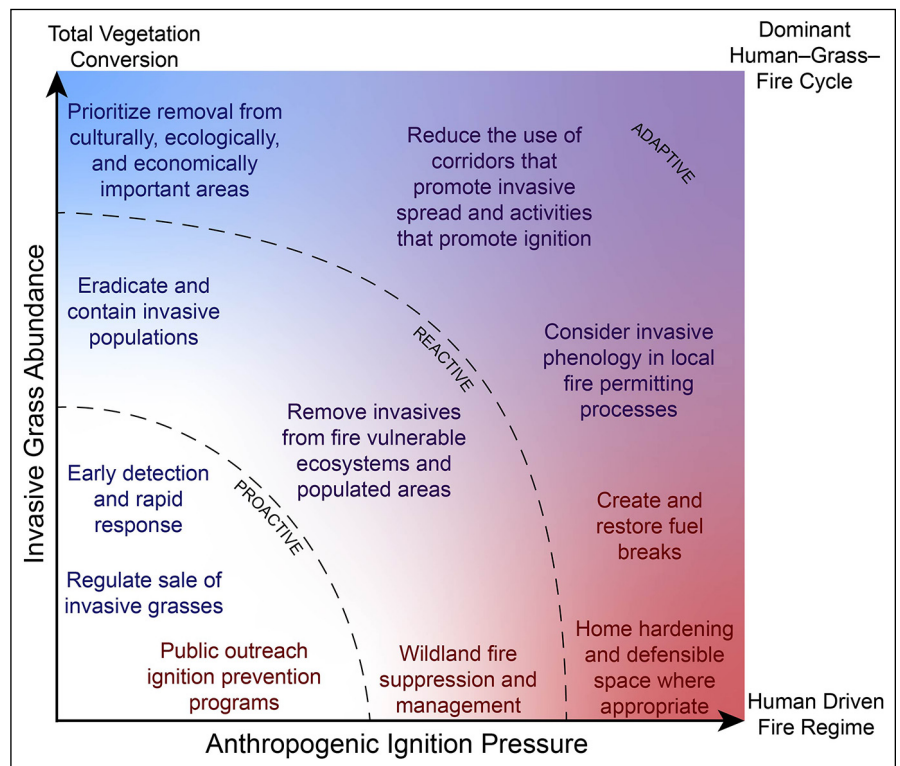 Total Vegetation
Conversion
Dominant
Human–Grass–
Fire Cycle
Prioritize removal from
culturally, ecologically,
and economically
important areas
Reduce the use of
corridors that
promote invasive
spread and activities
that promote ignition
ADAPTIVE
Eradicate and
contain invasive
populations
REACTIVE
Consider invasive
phenology in local
fire permitting
processes
Remove invasives
from fire vulnerable
ecosystems and
populated areas
Early detection
and rapid
response
PROACTIVE
Create and
restore fuel
breaks
Regulate sale of
invasive grasses
Public outreach
ignition prevention
programs
Wildland fire
suppression and
management
Home hardening
and defensible
space where
appropriate
Human Driven
Fire Regime
Invasive Grass Abundance
Anthropogenic Ignition Pressure